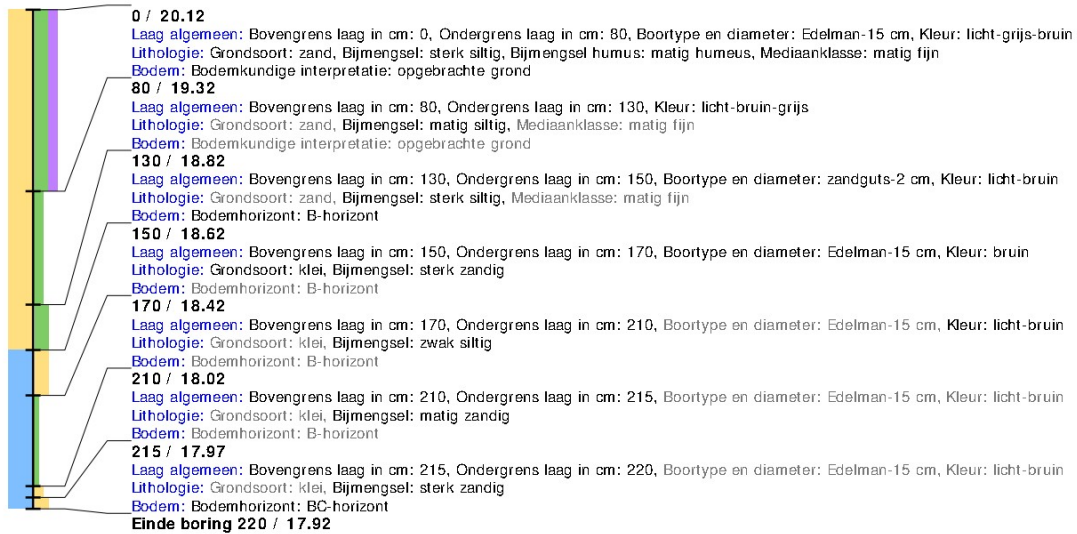 0 / 20.12
Laag algemeen: Bovengrens laag in cm: 0, Ondergrens laag in cm: 80, Boortype en diameter: Edelman-15 cm, Kleur: licht-grijs-bruin
Lithologie: Grondsoort: zand, Bijmengsel: sterk siltig, Bijmengsel humus: matig humeus, Mediaanklasse: matig fijn
Bodem: Bodemkundige interpretatie: opgebrachte grond
80 / 19.32
Laag algemeen: Bovengrens laag in cm: 80, Ondergrens laag in cm: 130, Kleur: licht-bruin-grijs
Lithologie: Grondsoort: zand, Bijmengsel: matig siltig, Mediaanklasse: matig fijn
Bodem: Bodemkundige interpretatie: opgebrachte grond
130 / 18.82
Laag algemeen: Bovengrens laag in cm: 130, Ondergrens laag in cm: 150, Boortype en diameter: zandguts-2 cm, Kleur: licht-bruin
Lithologie: Grondsoort: zand, Bijmengsel: sterk siltig, Mediaanklasse: matig fijn
Bodem: Bodemhorizont: B-horizont
150 / 18.62
Laag algemeen: Bovengrens laag in cm: 150, Ondergrens laag in cm: 170, Boortype en diameter: Edelman-15 cm, Kleur: bruin
Lithologie: Grondsoort: klei, Bijmengsel: sterk zandig
Bodem: Bodemhorizont: B-horizont
170 / 18.42
Laag algemeen: Bovengrens laag in cm: 170, Ondergrens laag in cm: 210, Boortype en diameter: Edelman-15 cm, Kleur: licht-bruin
Lithologie: Grondsoort: klei, Bijmengsel: zwak siltig
Bodem: Bodemhorizont: B-horizont
210 / 18.02
Laag algemeen: Bovengrens laag in cm: 210, Ondergrens laag in cm: 215, Boortype en diameter: Edelman-15 cm, Kleur: licht-bruin
Lithologie: Grondsoort: klei, Bijmengsel: matig zandig
Bodem: Bodemhorizont: B-horizont
215 / 17.97
Laag algemeen: Bovengrens laag in cm: 215, Ondergrens laag in cm: 220, Boortype en diameter: Edelman-15 cm, Kleur: licht-bruin
Lithologie: Grondsoort: klei, Bijmengsel: sterk zandig
Bodem: Bodemhorizont: BC-horizont
Einde boring 220 / 17.92